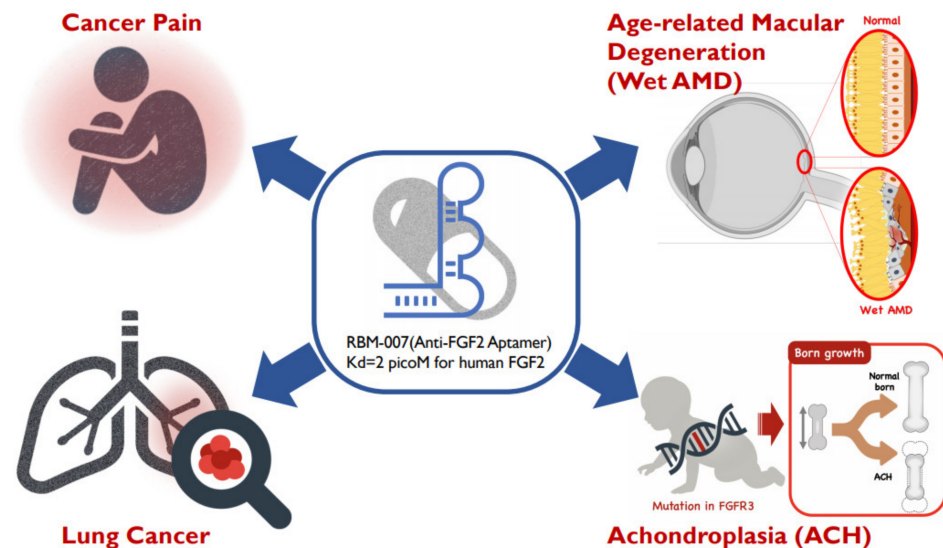 Cancer Pain
Age-related Macular
Degeneration
(Wet AMD)
Normal
Wet AMD
RBM-007(Anti-FGF2 Aptamer)
Kd=2 picoM for human FGF2
Lung Cancer
Born growth
Normal
born
ACH
Mutation in FGFR3
Achondroplasia (ACH)